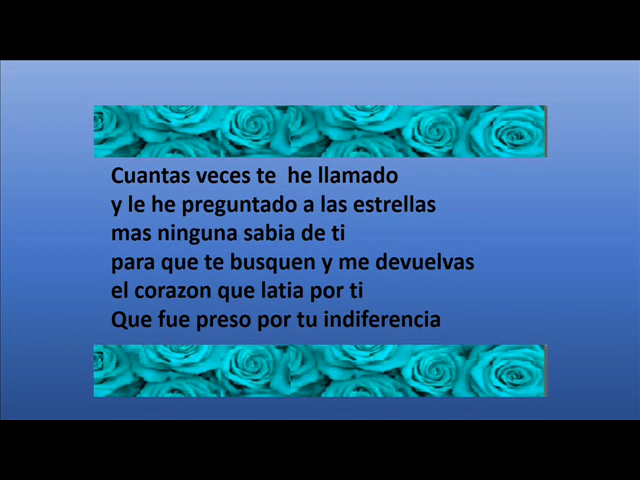 Cuantas veces te  he llamado
y le he preguntado a las estrellas
mas ninguna sabia de ti
para que te busquen y me devuelvas
el corazon que latia por ti
Que fue preso por tu indiferencia